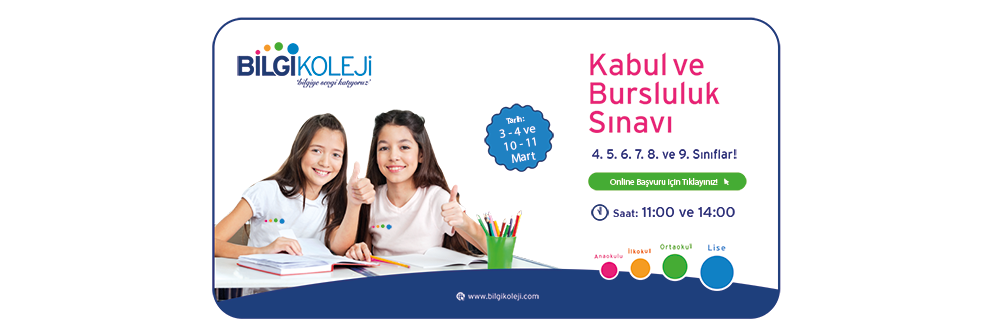 BİLGİKOLEJİ
'bilgiye sevgi katıyoruz'
Tarih:
3 - 4 ve
10 - 11
Mart
Kabul ve
Bursluluk
Sınavı
4. 5. 6. 7. 8. ve 9. Sınıflar!
Online Başvuru İçin Tıklayınız!
Saat: 11:00 ve 14:00
Anaokulu
İlkokul
Ortaokul
Lise
www.bilgikoleji.com